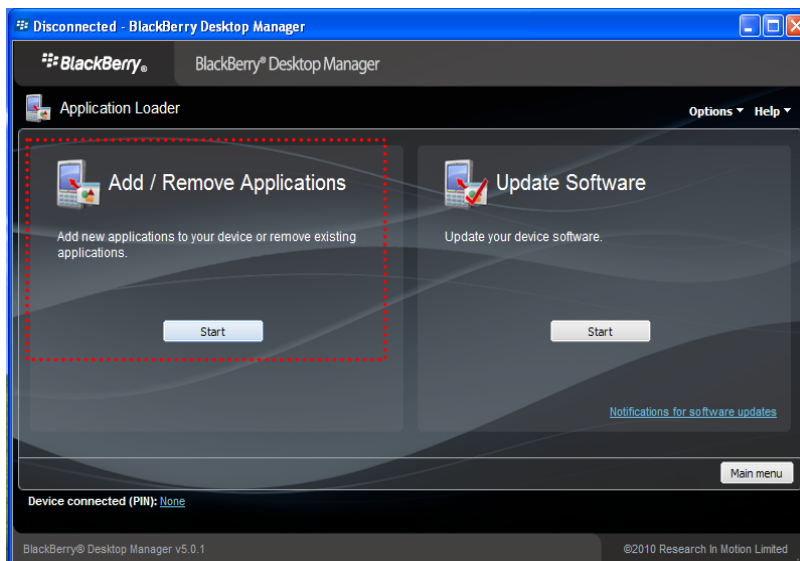 Disconnected - BlackBerry Desktop Manager
BlackBerry® BlackBerry® Desktop Manager
Application Loader
Options Help
Add / Remove Applications
Add new applications to your device or remove existing
applications.
Start
Update Software
Update your device software.
Start
Notifications for software updates
Main menu
Device connected (PIN): None
BlackBerry® Desktop Manager v5.0.1
©2010 Research In Motion Limited